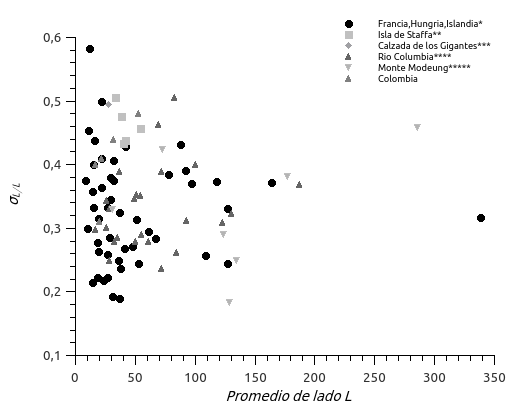 Francia,Hungria,Islandia*
Isla de Staffa**
Calzada de los Gigantes***
Rio Columbia****
Monte Modeung*****
Colombia
0,6
0,5
0,4
0,3
0,2
0,1
σL/L
0 50 100 150 200 250 300 350
Promedio de lado L